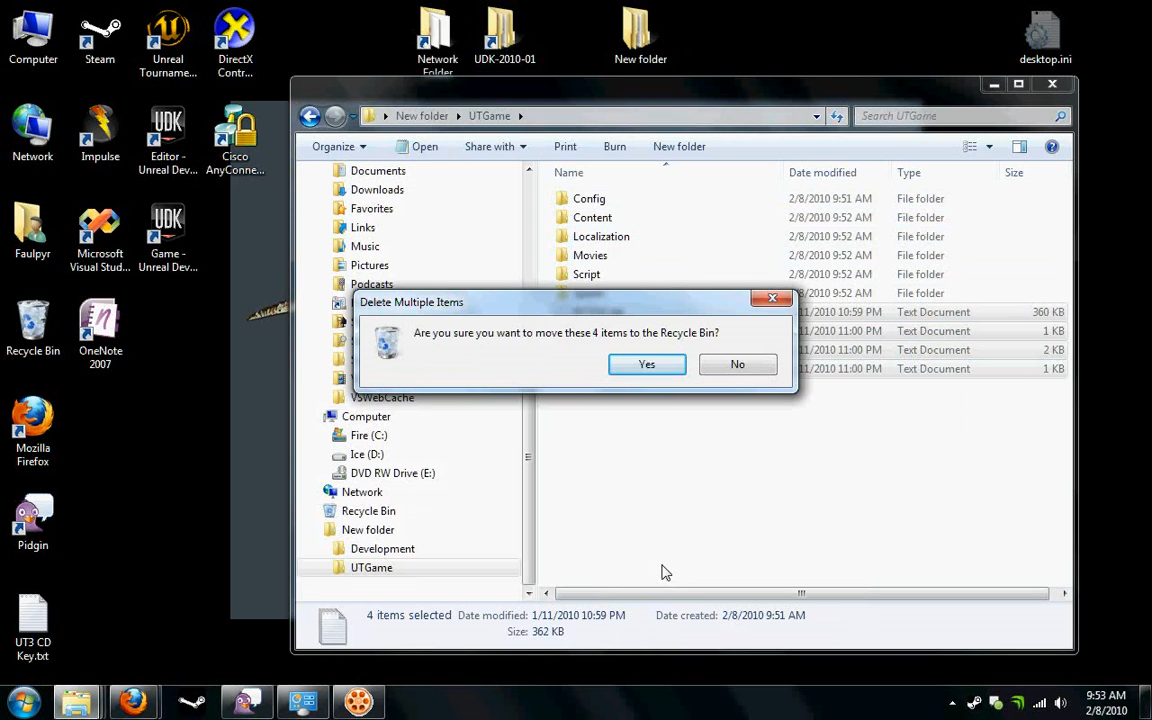 Computer
Steam
Unreal
Tourname...
DirectX
Contr...
Network
Folder
UDK-2010-01
New folder
desktop.ini
New folder
UTGame
Search UTGame
Network
Impulse
Editor -
Unreal Dev...
Cisco
AnyConne...
Organize
Open
Share with
Print
Burn
New folder
Documents
Downloads
Favorites
Links
Music
Pictures
Podcasts
Name
Date modified
Type
Size
Config 2/8/2010 9:51 AM File folder
Content 2/8/2010 9:52 AM File folder
Localization 2/8/2010 9:52 AM File folder
Movies 2/8/2010 9:52 AM File folder
Script 2/8/2010 9:52 AM File folder
2/8/2010 9:52 AM File folder
11/2010 10:59 PM Text Document 360 KB
11/2010 11:00 PM Text Document 1 KB
11/2010 11:00 PM Text Document 2 KB
11/2010 11:00 PM Text Document 1 KB
Faulpyr
Microsoft
Visual Stud...
Game -
Unreal Dev...
Delete Multiple Items
Are you sure you want to move these 4 items to the Recycle Bin?
Yes
No
Recycle Bin
OneNote
2007
VSWebCache
Computer
Fire (C:)
Ice (D:)
DVD RW Drive (E:)
Network
Recycle Bin
New folder
Development
UTGame
Mozilla
Firefox
Pidgin
UT3 CD
Key.txt
4 items selected Date modified: 1/11/2010 10:59 PM Date created: 2/8/2010 9:51 AM
Size: 362 KB
9:53 AM
2/8/2010